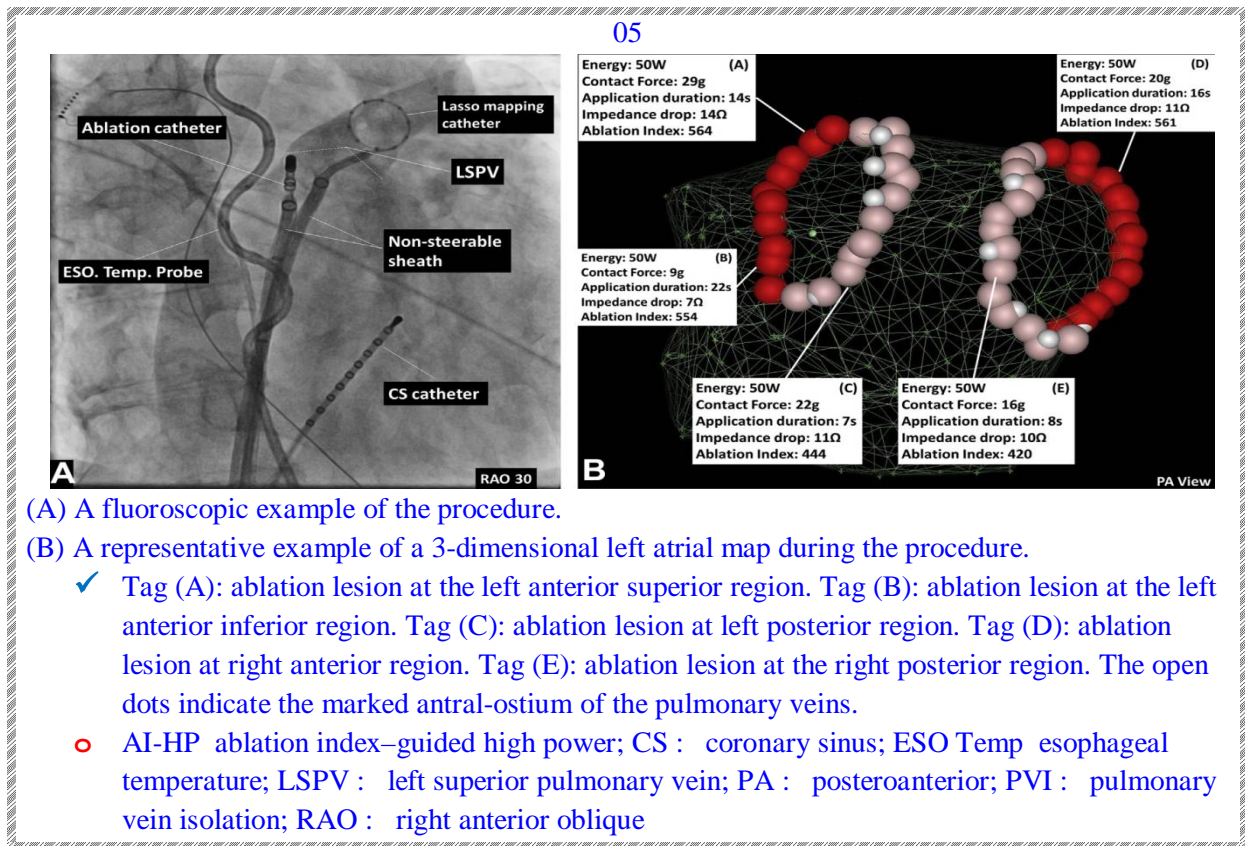 05
Ablation catheter
Lasso mapping
catheter
LSPV
Non-steerable
sheath
ESO. Temp. Probe
CS catheter
A
RAO 30
Energy: 50W (A)
Contact Force: 29g
Application duration: 14s
Impedance drop: 14Ω
Ablation Index: 564
Energy: 50W (D)
Contact Force: 20g
Application duration: 16s
Impedance drop: 11Ω
Ablation Index: 561
Energy: 50W (B)
Contact Force: 9g
Application duration: 22s
Impedance drop: 7Ω
Ablation Index: 554
Energy: 50W (C)
Contact Force: 22g
Application duration: 7s
Impedance drop: 11Ω
Ablation Index: 444
Energy: 50W (E)
Contact Force: 16g
Application duration: 8s
Impedance drop: 10Ω
Ablation Index: 420
B
PA View
(A) A fluoroscopic example of the procedure.
(B) A representative example of a 3-dimensional left atrial map during the procedure.
✓ Tag (A): ablation lesion at the left anterior superior region. Tag (B): ablation lesion at the left
anterior inferior region. Tag (C): ablation lesion at left posterior region. Tag (D): ablation
lesion at right anterior region. Tag (E): ablation lesion at the right posterior region. The open
dots indicate the marked antral-ostium of the pulmonary veins.
o AI-HP ablation index–guided high power; CS : coronary sinus; ESO Temp esophageal
temperature; LSPV : left superior pulmonary vein; PA : posteroanterior; PVI : pulmonary
vein isolation; RAO : right anterior oblique